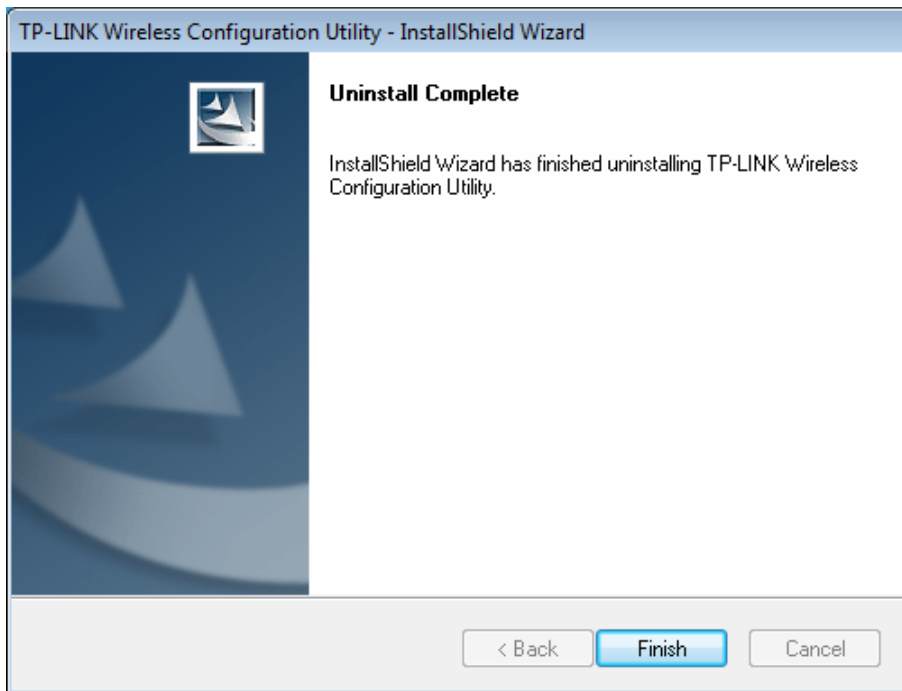 TP-LINK Wireless Configuration Utility - InstallShield Wizard
Uninstall Complete
InstallShield Wizard has finished uninstalling TP-LINK Wireless
Configuration Utility.
< Back
Finish
Cancel